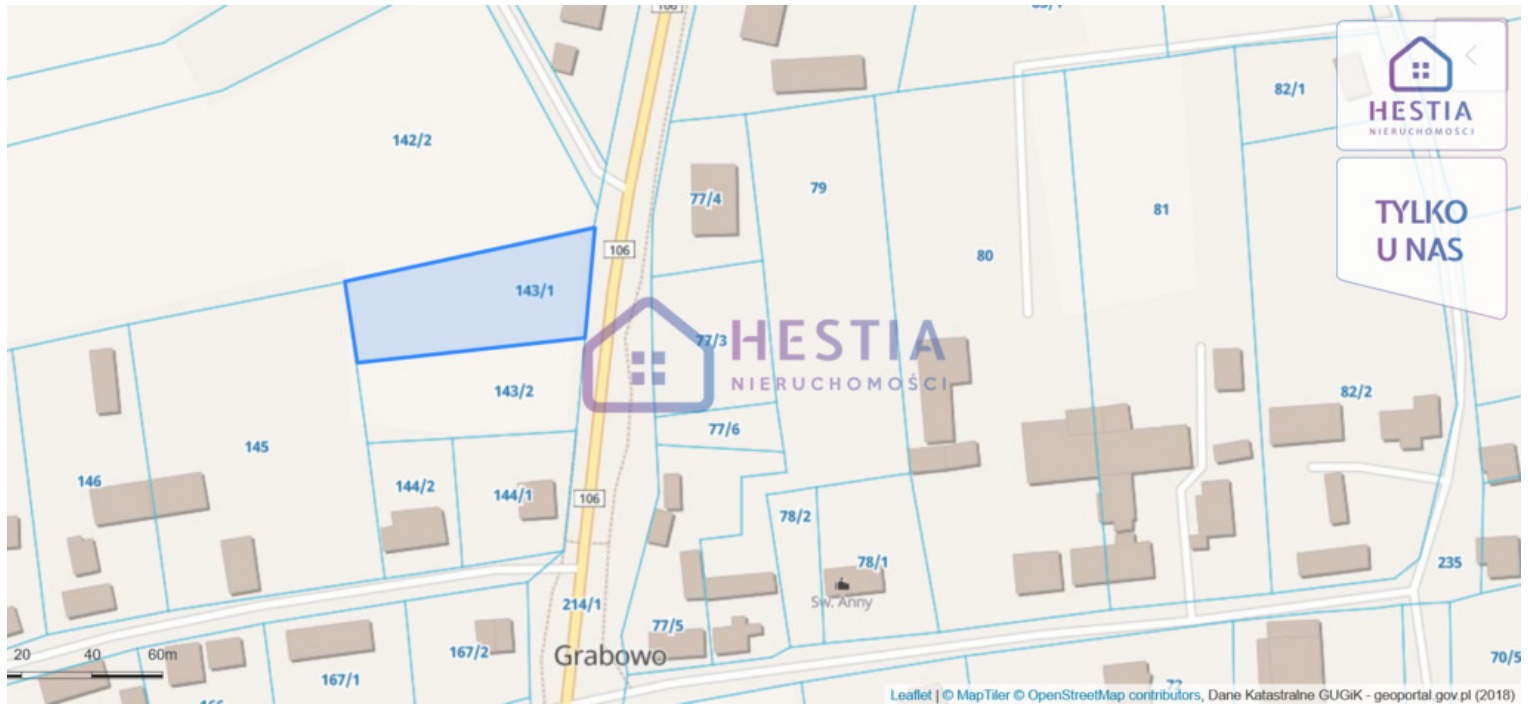 106
82/1
HESTIA
NIERUCHOMOŚCI
142/2
77/4
79
81
TYLKO
U NAS
106
80
143/1
77/3
HESTIA
NIERUCHOMOŚCI
143/2
82/2
77/6
145
146
144/2
144/1
106
78/2
78/1
235
Św. Anny
214/1
77/5
167/2
Grabowo
20 40 60m
70/5
167/1
72
166
Leaflet | © MapTiler © OpenStreetMap contributors, Dane Katastralne GUGiK - geoportal.gov.pl (2018)